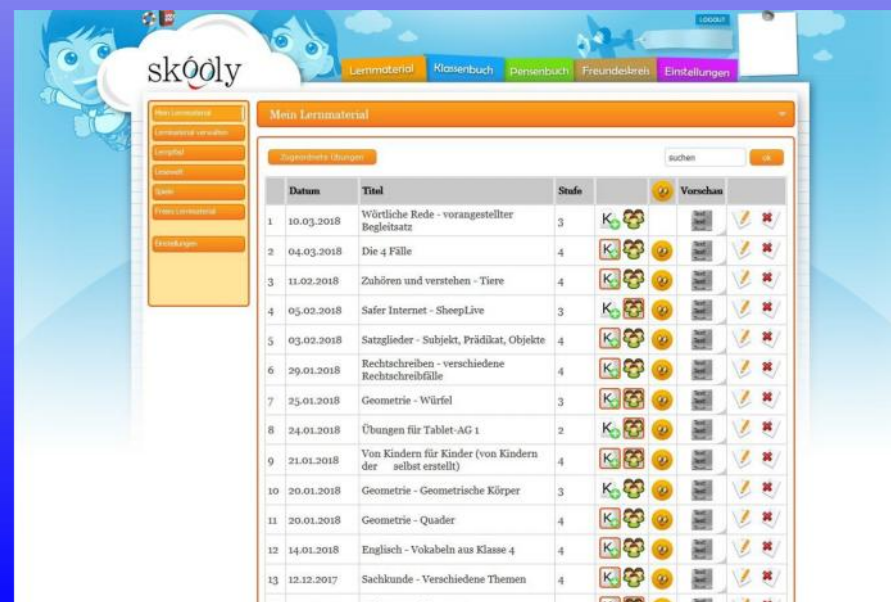 LOGOUT
skooly
Lernmaterial Klassenbuch Pensenbuch Freundeskreis Einstellungen
Mein Lernmaterial
Lernmaterial verwalten
Lernpfad
Lesewelt
Spiele
Freies Lernmaterial
Einstellungen
Mein Lernmaterial
Zugeordnete Übungen suchen ok
Datum Titel Stufe Vorschau
1 10.03.2018 Wörtliche Rede - vorangestellter
Begleitsatz 3
2 04.03.2018 Die 4 Fälle 4
3 11.02.2018 Zuhören und verstehen - Tiere 4
4 05.02.2018 Safer Internet - SheepLive 3
5 03.02.2018 Satzglieder - Subjekt, Prädikat, Objekte 4
6 29.01.2018 Rechtschreiben - verschiedene
Rechtschreibfälle 4
7 25.01.2018 Geometrie - Würfel 3
8 24.01.2018 Übungen für Tablet-AG 1 2
9 21.01.2018 Von Kindern für Kinder (von Kindern
der selbst erstellt) 4
10 20.01.2018 Geometrie - Geometrische Körper 3
11 20.01.2018 Geometrie - Quader 4
12 14.01.2018 Englisch - Vokabeln aus Klasse 4 4
13 12.12.2017 Sachkunde - Verschiedene Themen 4